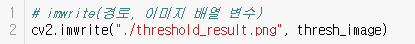 1 # imwrite(경로, 이미지 배열 변수)
2 cv2.imwrite("./threshold_result.png", thresh_image)